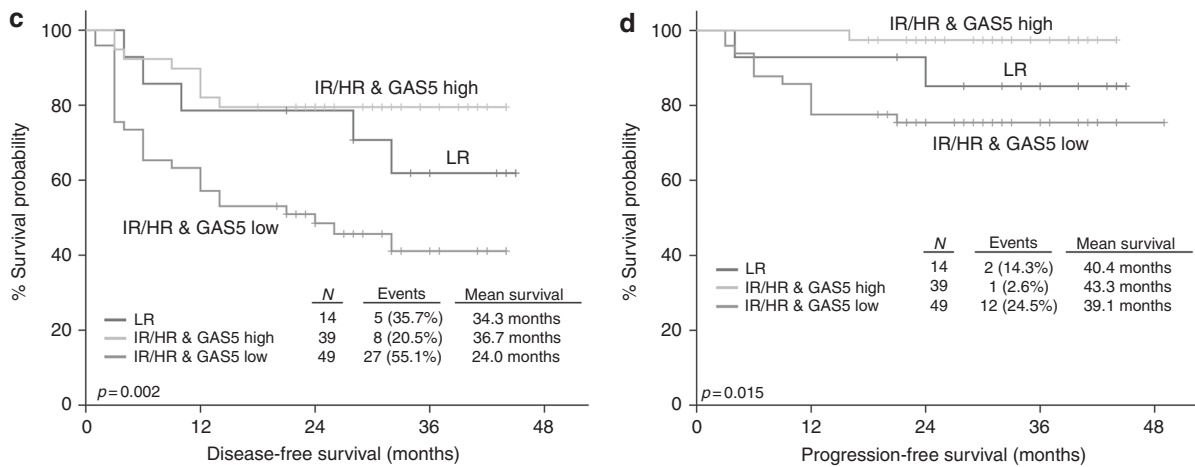 c
% Survival probability
100
80
60
40
20
0
IR/HR & GAS5 high
LR
IR/HR & GAS5 low
N Events Mean survival
LR 14 5 (35.7%) 34.3 months
IR/HR & GAS5 high 39 8 (20.5%) 36.7 months
IR/HR & GAS5 low 49 27 (55.1%) 24.0 months
p=0.002
0 12 24 36 48
Disease-free survival (months)
d
% Survival probability
100
80
60
40
20
0
IR/HR & GAS5 high
LR
IR/HR & GAS5 low
N Events Mean survival
LR 14 2 (14.3%) 40.4 months
IR/HR & GAS5 high 39 1 (2.6%) 43.3 months
IR/HR & GAS5 low 49 12 (24.5%) 39.1 months
p=0.015
0 12 24 36 48
Progression-free survival (months)